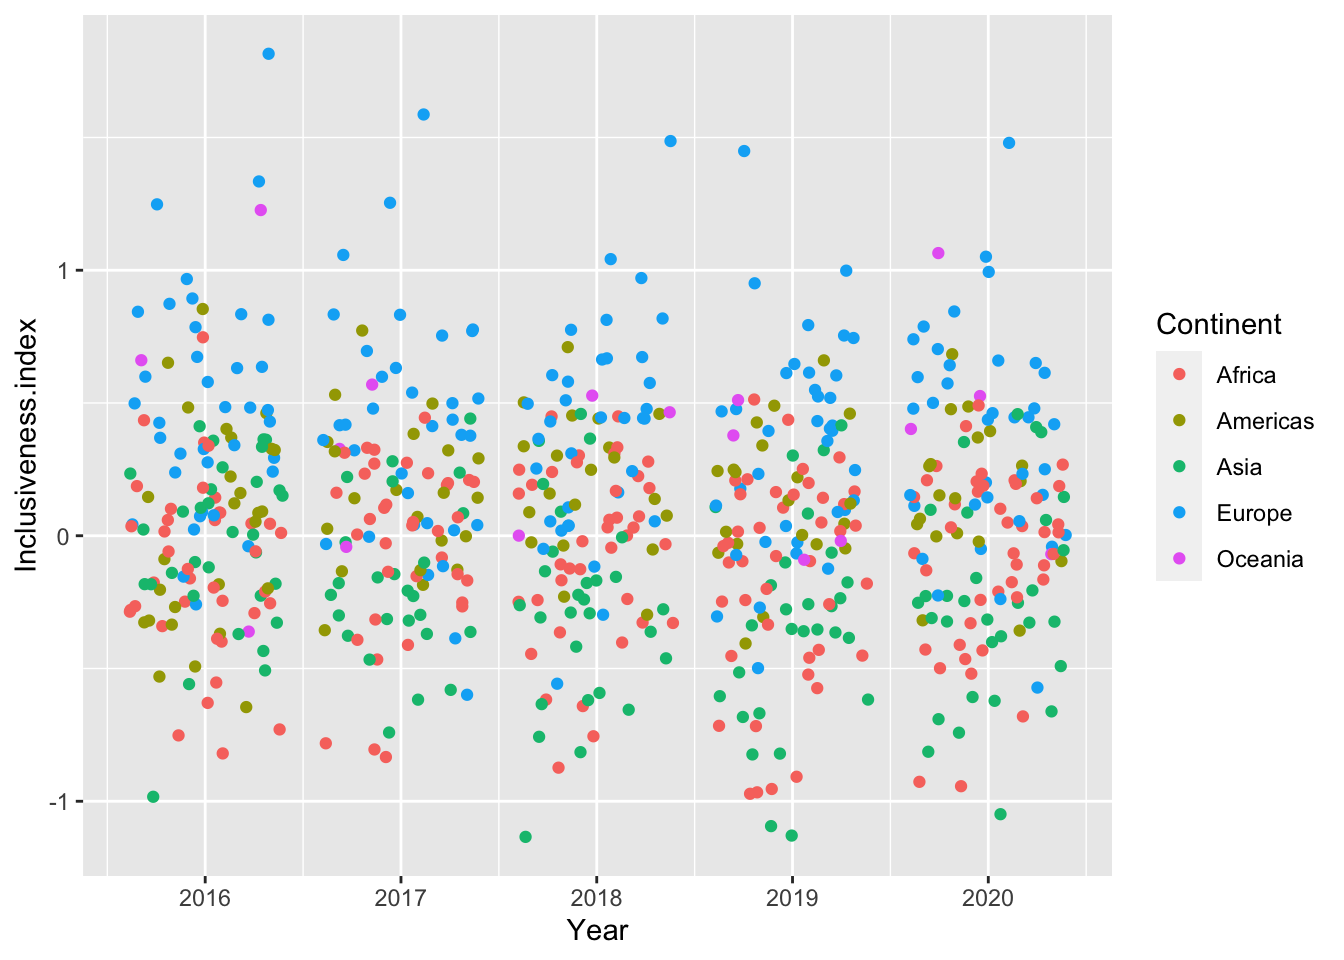 Inclusiveness.index
1
0
-1
2016
2017
2018
2019
2020
Year
Continent
Africa
Americas
Asia
Europe
Oceania